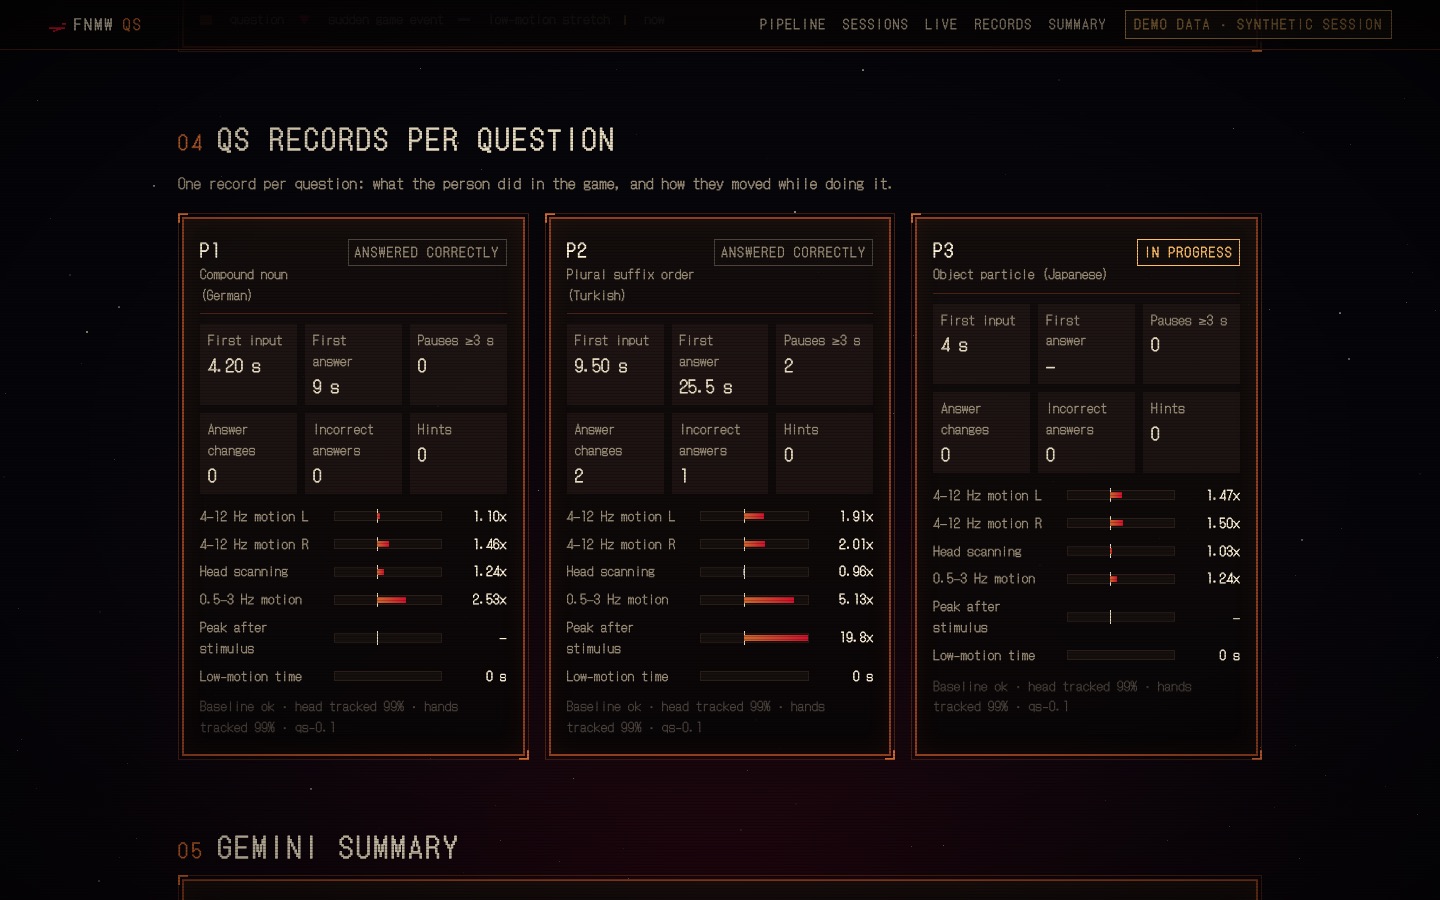 question sudden game event — low-motion stretch | now
FNMW QS
PIPELINE SESSIONS LIVE RECORDS SUMMARY DEMO DATA · SYNTHETIC SESSION
04 QS RECORDS PER QUESTION
One record per question: what the person did in the game, and how they moved while doing it.
P1 ANSWERED CORRECTLY
Compound noun
(German)
First input
4.20 s
First
answer
9 s
Pauses ≥3 s
0
Answer
changes
0
Incorrect
answers
0
Hints
0
4–12 Hz motion L 1.10x
4–12 Hz motion R 1.46x
Head scanning 1.24x
0.5–3 Hz motion 2.53x
Peak after
stimulus –
Low-motion time 0 s
Baseline ok · head tracked 99% · hands
tracked 99% · qs-0.1
P2 ANSWERED CORRECTLY
Plural suffix order
(Turkish)
First input
9.50 s
First
answer
25.5 s
Pauses ≥3 s
2
Answer
changes
2
Incorrect
answers
1
Hints
0
4–12 Hz motion L 1.91x
4–12 Hz motion R 2.01x
Head scanning 0.96x
0.5–3 Hz motion 5.13x
Peak after
stimulus 19.8x
Low-motion time 0 s
Baseline ok · head tracked 99% · hands
tracked 99% · qs-0.1
P3 IN PROGRESS
Object particle (Japanese)
First input
4 s
First
answer
–
Pauses ≥3 s
0
Answer
changes
0
Incorrect
answers
0
Hints
0
4–12 Hz motion L 1.47x
4–12 Hz motion R 1.50x
Head scanning 1.03x
0.5–3 Hz motion 1.24x
Peak after
stimulus –
Low-motion time 0 s
Baseline ok · head tracked 99% · hands
tracked 99% · qs-0.1
05 GEMINI SUMMARY